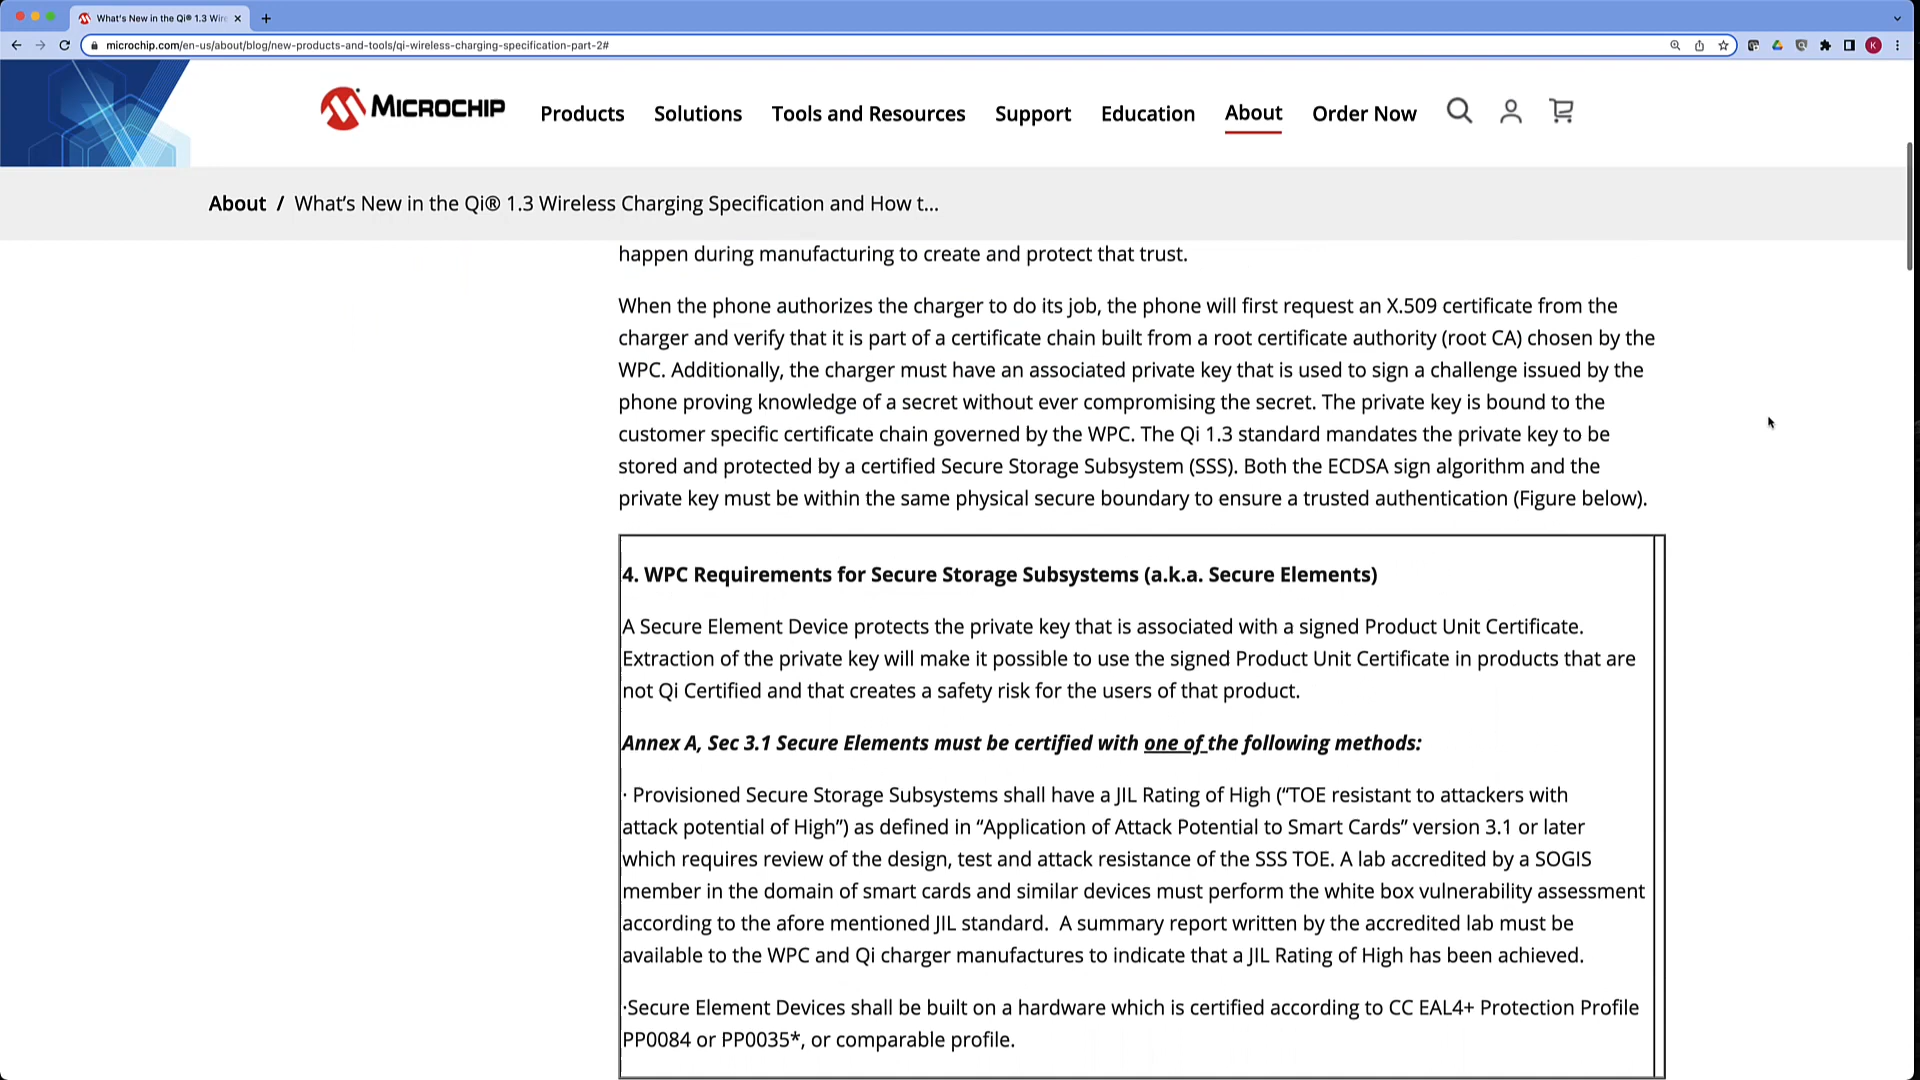 What's New in the Qi® 1.3 Wire
microchip.com/en-us/about/blog/new-products-and-tools/qi-wireless-charging-specification-part-2#
K
MICROCHIP
Products Solutions Tools and Resources Support Education About Order Now
About / What's New in the Qi® 1.3 Wireless Charging Specification and How t...
happen during manufacturing to create and protect that trust.
When the phone authorizes the charger to do its job, the phone will first request an X.509 certificate from the
charger and verify that it is part of a certificate chain built from a root certificate authority (root CA) chosen by the
WPC. Additionally, the charger must have an associated private key that is used to sign a challenge issued by the
phone proving knowledge of a secret without ever compromising the secret. The private key is bound to the
customer specific certificate chain governed by the WPC. The Qi 1.3 standard mandates the private key to be
stored and protected by a certified Secure Storage Subsystem (SSS). Both the ECDSA sign algorithm and the
private key must be within the same physical secure boundary to ensure a trusted authentication (Figure below).
4. WPC Requirements for Secure Storage Subsystems (a.k.a. Secure Elements)
A Secure Element Device protects the private key that is associated with a signed Product Unit Certificate.
Extraction of the private key will make it possible to use the signed Product Unit Certificate in products that are
not Qi Certified and that creates a safety risk for the users of that product.
Annex A, Sec 3.1 Secure Elements must be certified with one of the following methods:
· Provisioned Secure Storage Subsystems shall have a JIL Rating of High (“TOE resistant to attackers with
attack potential of High”) as defined in “Application of Attack Potential to Smart Cards” version 3.1 or later
which requires review of the design, test and attack resistance of the SSS TOE. A lab accredited by a SOGIS
member in the domain of smart cards and similar devices must perform the white box vulnerability assessment
according to the afore mentioned JIL standard.  A summary report written by the accredited lab must be
available to the WPC and Qi charger manufactures to indicate that a JIL Rating of High has been achieved.
·Secure Element Devices shall be built on a hardware which is certified according to CC EAL4+ Protection Profile
PP0084 or PP0035*, or comparable profile.